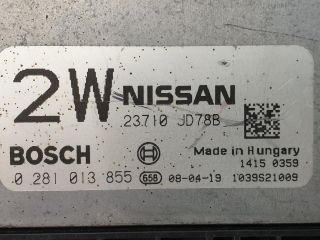 2W NISSAN
23710 JD78B
BOSCH Made in Hungary
1415 0359
0 281 013 855 658 08-04-19 1039S21009